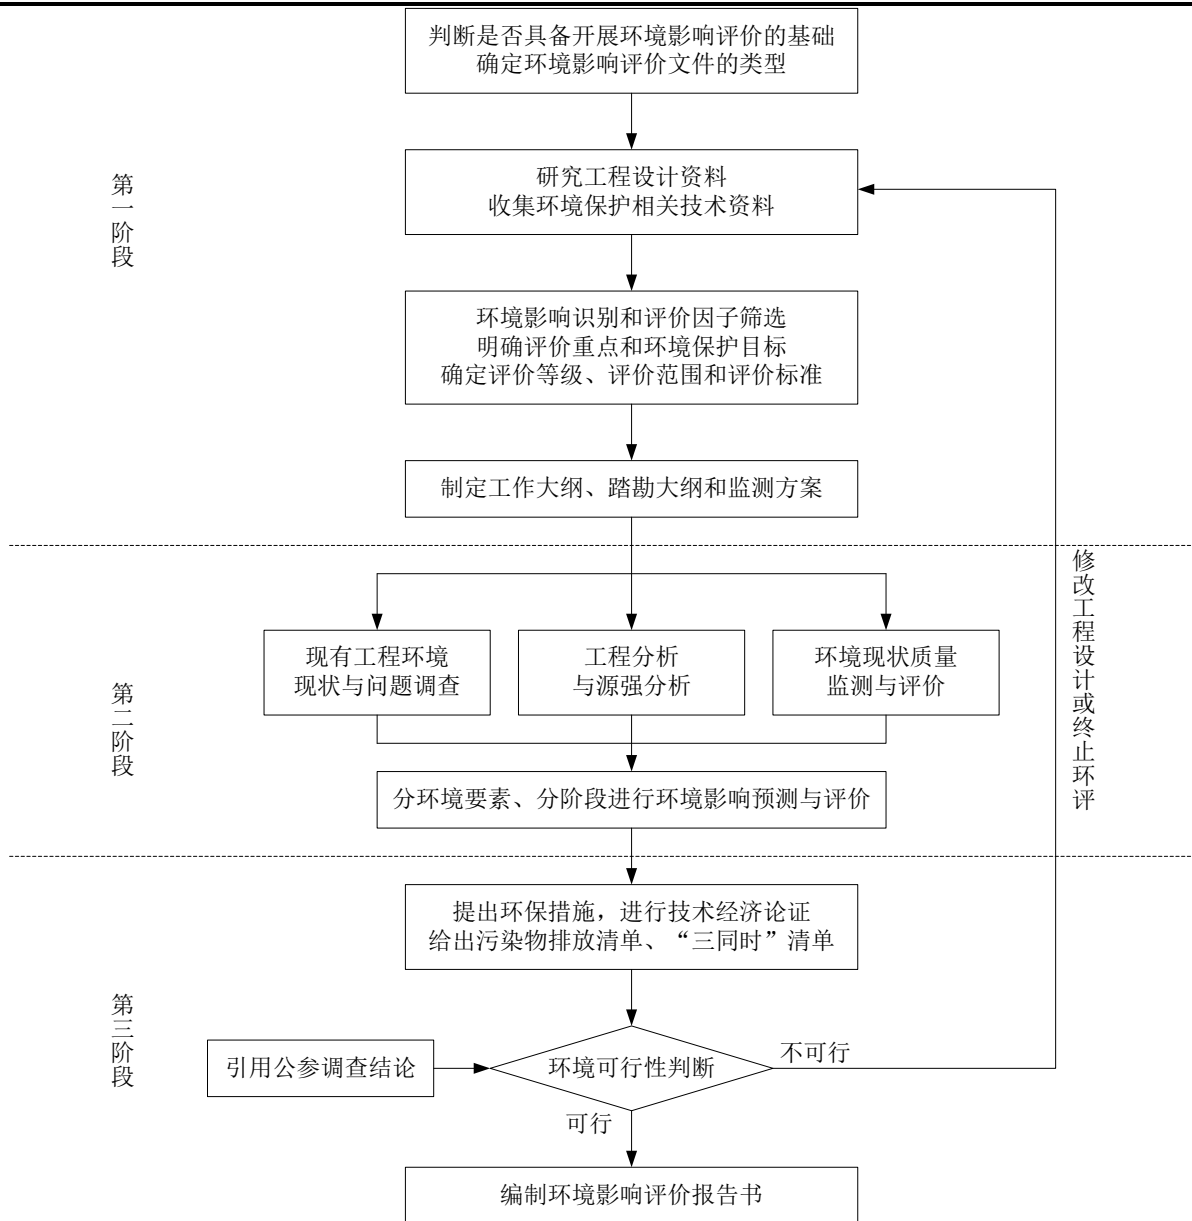 判断是否具备开展环境影响评价的基础
确定环境影响评价文件的类型
第一阶段
研究工程设计资料
收集环境保护相关技术资料
环境影响识别和评价因子筛选
明确评价重点和环境保护目标
确定评价等级、评价范围和评价标准
制定工作大纲、踏勘大纲和监测方案
修改工程设计或终止环评
第二阶段
现有工程环境
现状与问题调查
工程分析
与源强分析
环境现状质量
监测与评价
分环境要素、分阶段进行环境影响预测与评价
提出环保措施，进行技术经济论证
给出污染物排放清单、“三同时”清单
第三阶段
引用公参调查结论
环境可行性判断
不可行
可行
编制环境影响评价报告书